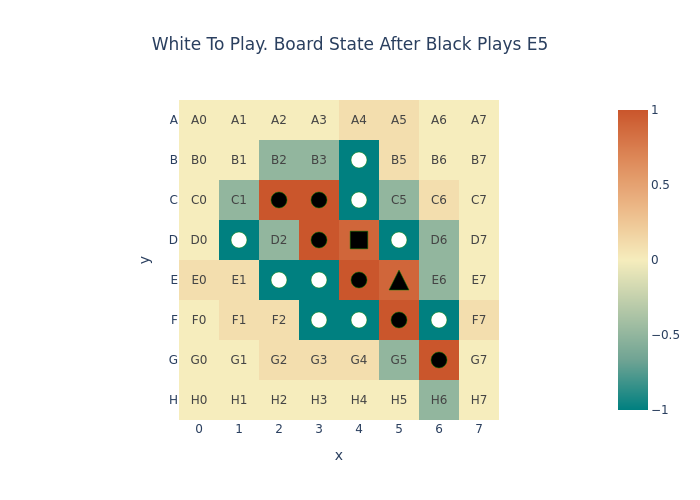 White To Play. Board State After Black Plays E5
A A0 A1 A2 A3 A4 A5 A6 A7
B B0 B1 B2 B3 B5 B6 B7
C C0 C1 C5 C6 C7
D D0 D2 D6 D7
E E0 E1 E6 E7
F F0 F1 F2 F7
G G0 G1 G2 G3 G4 G5 G7
H H0 H1 H2 H3 H4 H5 H6 H7
0 1 2 3 4 5 6 7
x
y
1
0.5
0
−0.5
−1